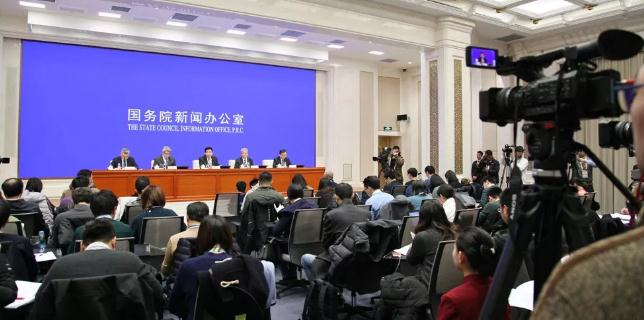 国务院新闻办公室
THE STATE COUNCIL INFORMATION OFFICE, P.R.C.